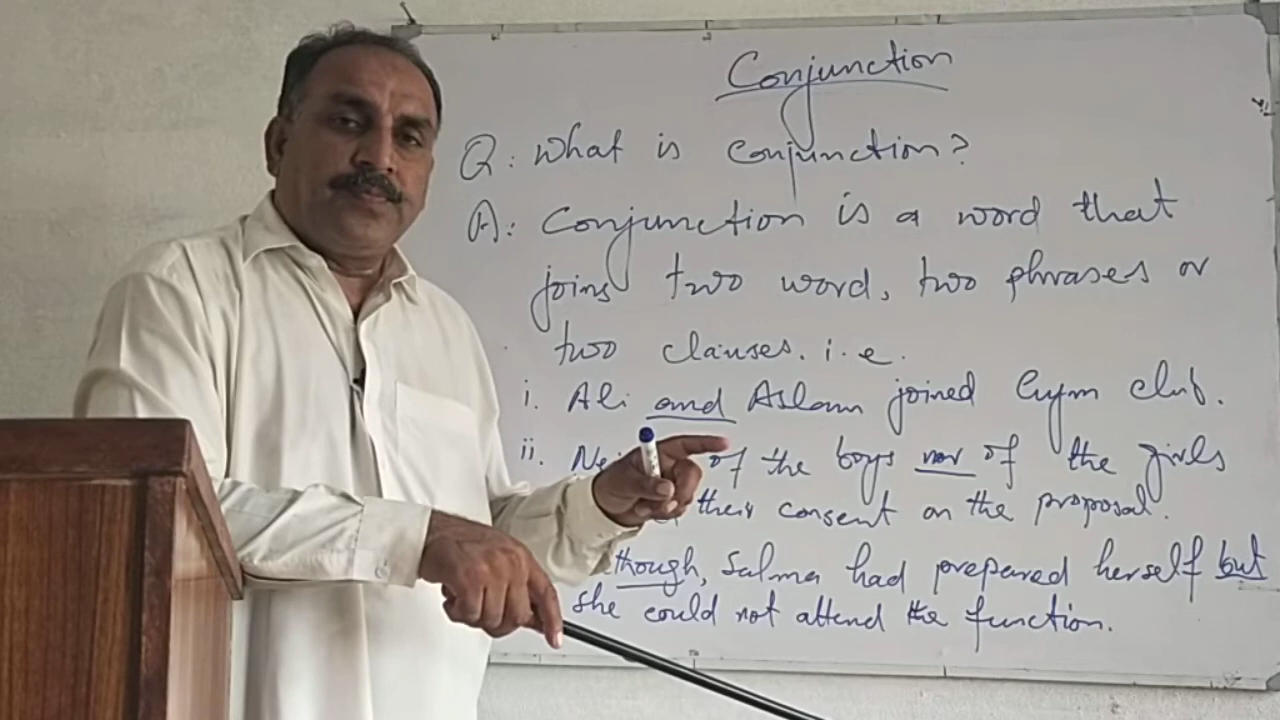 Conjunction
Q: What is conjunction?
A: Conjunction is a word that
joins two word, two phrases or
two clauses. i.e.
i. Ali and Aslam joined Gym club.
ii. of the boys nor of the girls
their consent on the proposal.
though, Salma had prepared herself but
she could not attend the function.